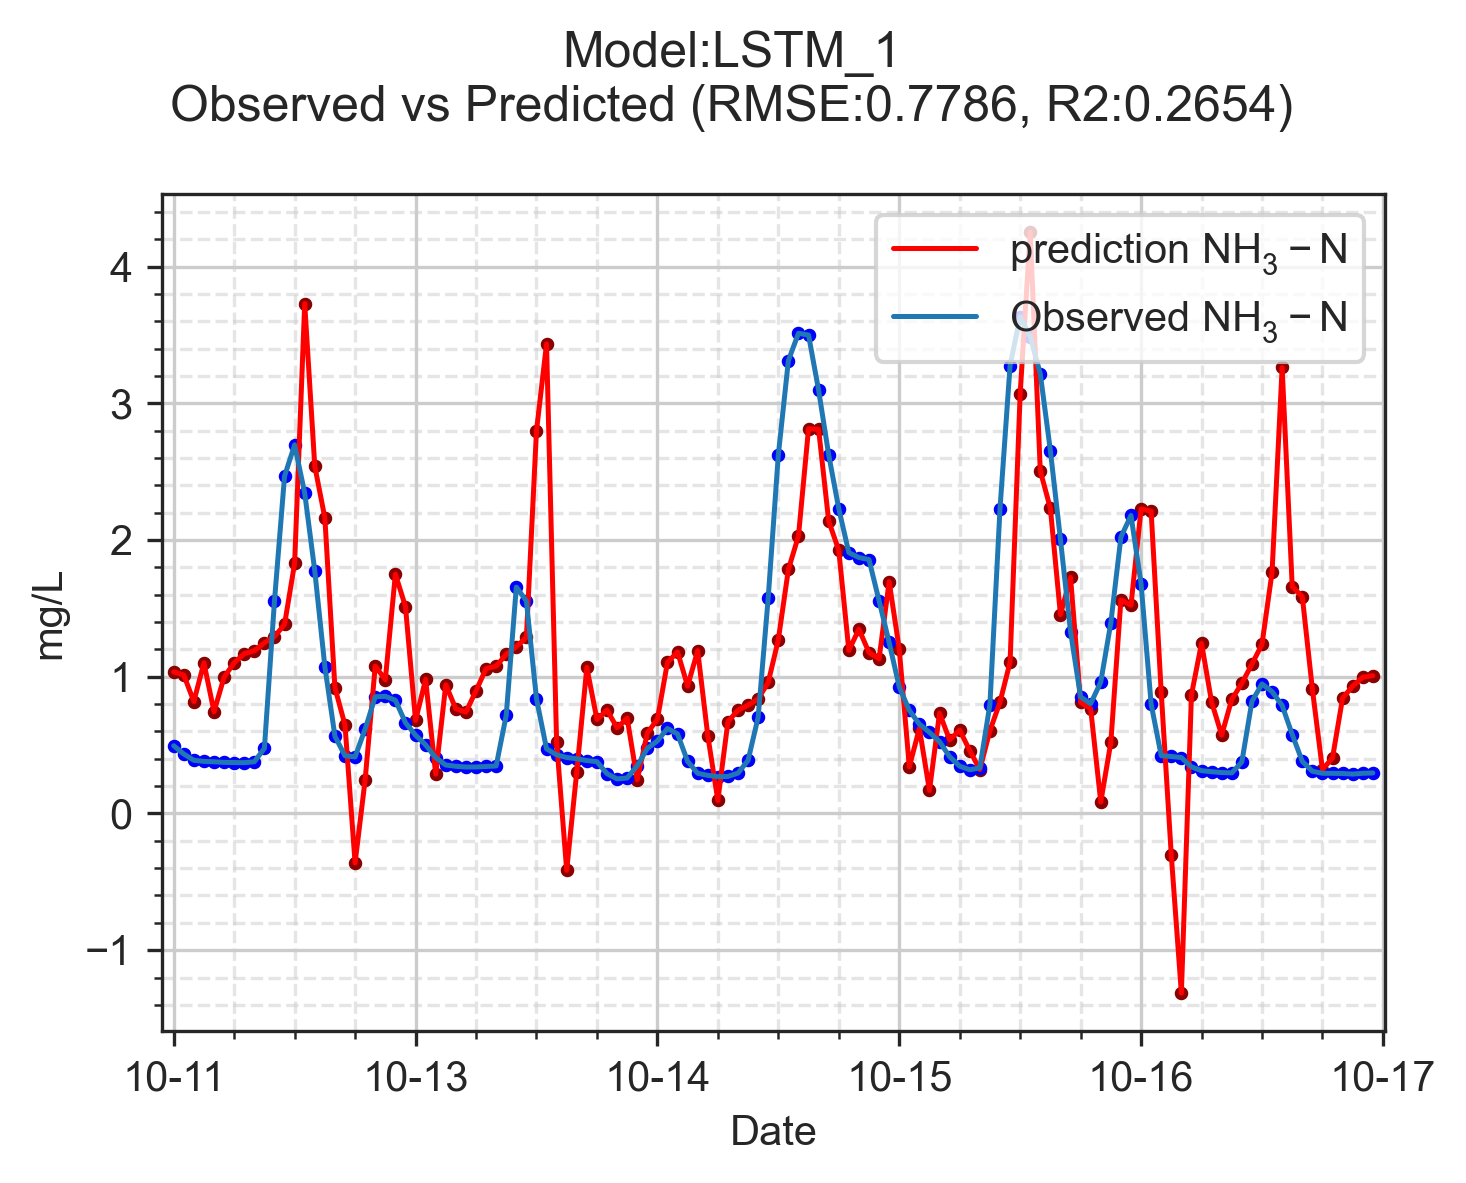 Model:LSTM_1
Observed vs Predicted (RMSE:0.7786, R2:0.2654)
prediction NH₃ − N
Observed NH₃ − N
4
3
2
1
0
−1
mg/L
10-11 10-13 10-14 10-15 10-16 10-17
Date